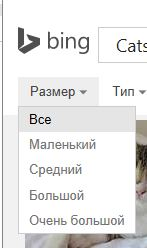 bing
Cats
Размер Тип
Все
Маленький
Средний
Большой
Очень большой